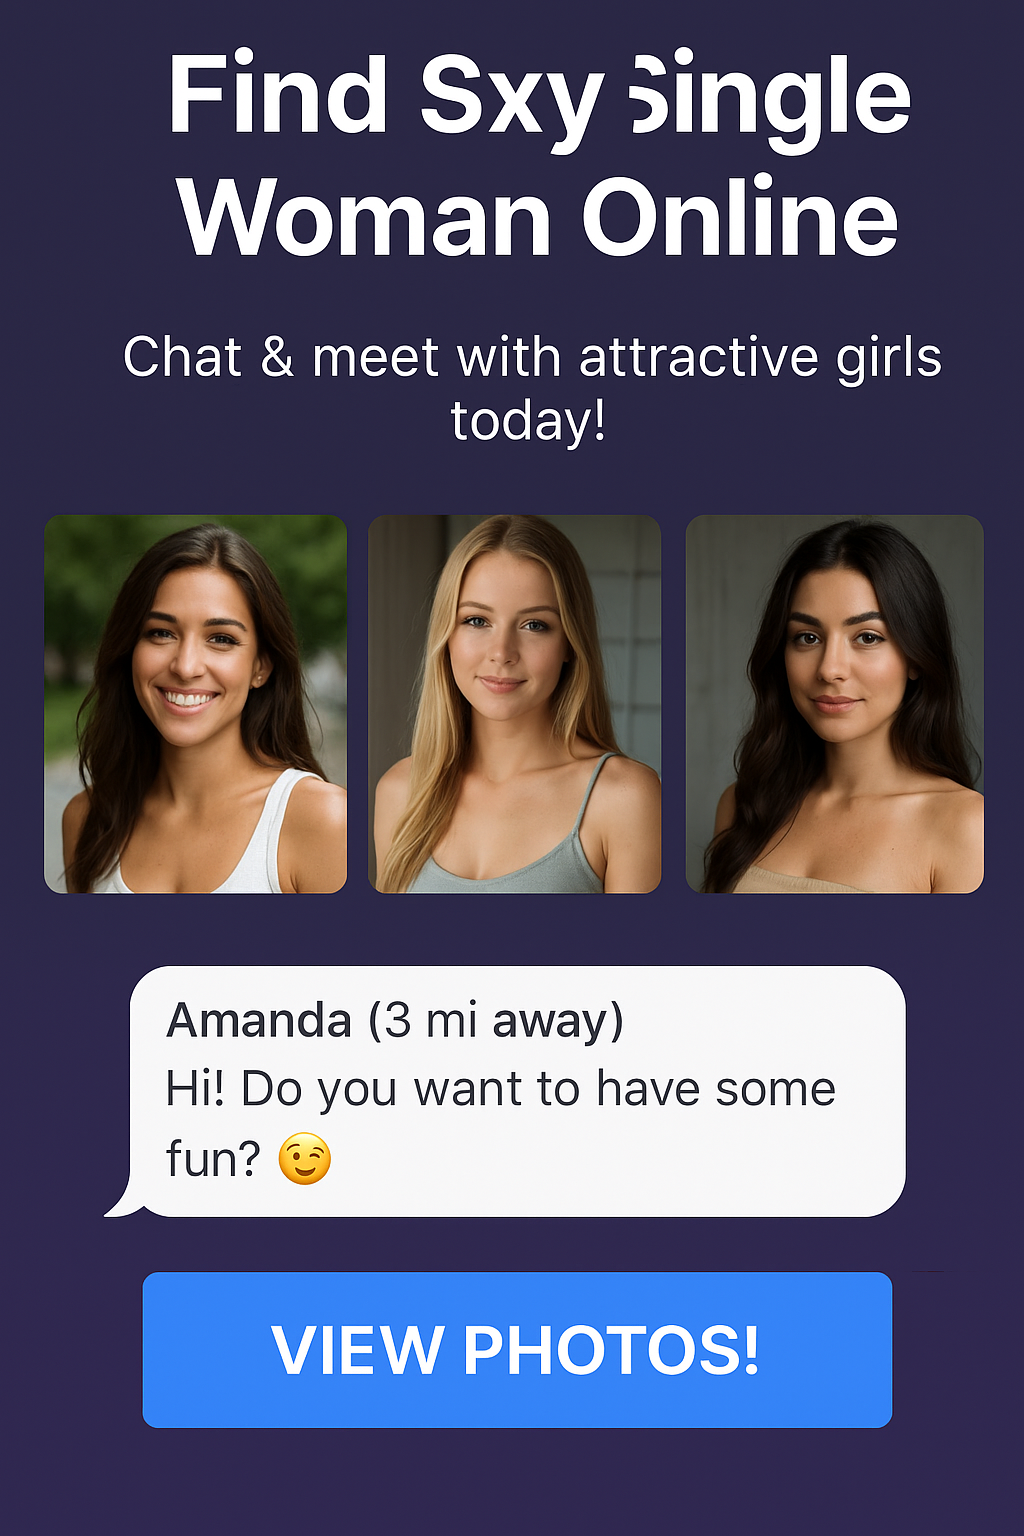 Find Sxy Single
Woman Online
Chat & meet with attractive girls
today!
Amanda (3 mi away)
Hi! Do you want to have some
fun? 😉
VIEW PHOTOS!